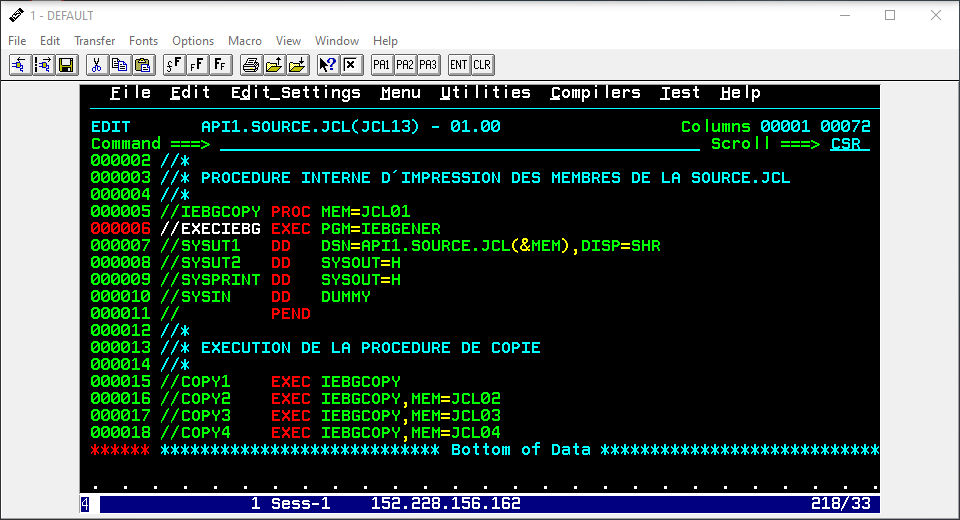 1 - DEFAULT
File Edit Transfer Fonts Options Macro View Window Help
PA1 PA2 PA3 ENT CLR
File Edit Edit_Settings Menu Utilities Compilers Test Help
EDIT API1.SOURCE.JCL(JCL13) - 01.00 Columns 00001 00072
Command ===> Scroll ===> CSR
000002 //*
000003 //* PROCEDURE INTERNE D´IMPRESSION DES MEMBRES DE LA SOURCE.JCL
000004 //*
000005 //IEBGCOPY PROC MEM=JCL01
000006 //EXECIEBG EXEC PGM=IEBGENER
000007 //SYSUT1 DD DSN=API1.SOURCE.JCL(&MEM),DISP=SHR
000008 //SYSUT2 DD SYSOUT=H
000009 //SYSPRINT DD SYSOUT=H
000010 //SYSIN DD DUMMY
000011 // PEND
000012 //*
000013 //* EXECUTION DE LA PROCEDURE DE COPIE
000014 //*
000015 //COPY1 EXEC IEBGCOPY
000016 //COPY2 EXEC IEBGCOPY,MEM=JCL02
000017 //COPY3 EXEC IEBGCOPY,MEM=JCL03
000018 //COPY4 EXEC IEBGCOPY,MEM=JCL04
****** **************************** Bottom of Data ****************************
. . . . . . . . . . . . . . . . . . . . . . . . . . .
4 1 Sess-1 152.228.156.162 218/33